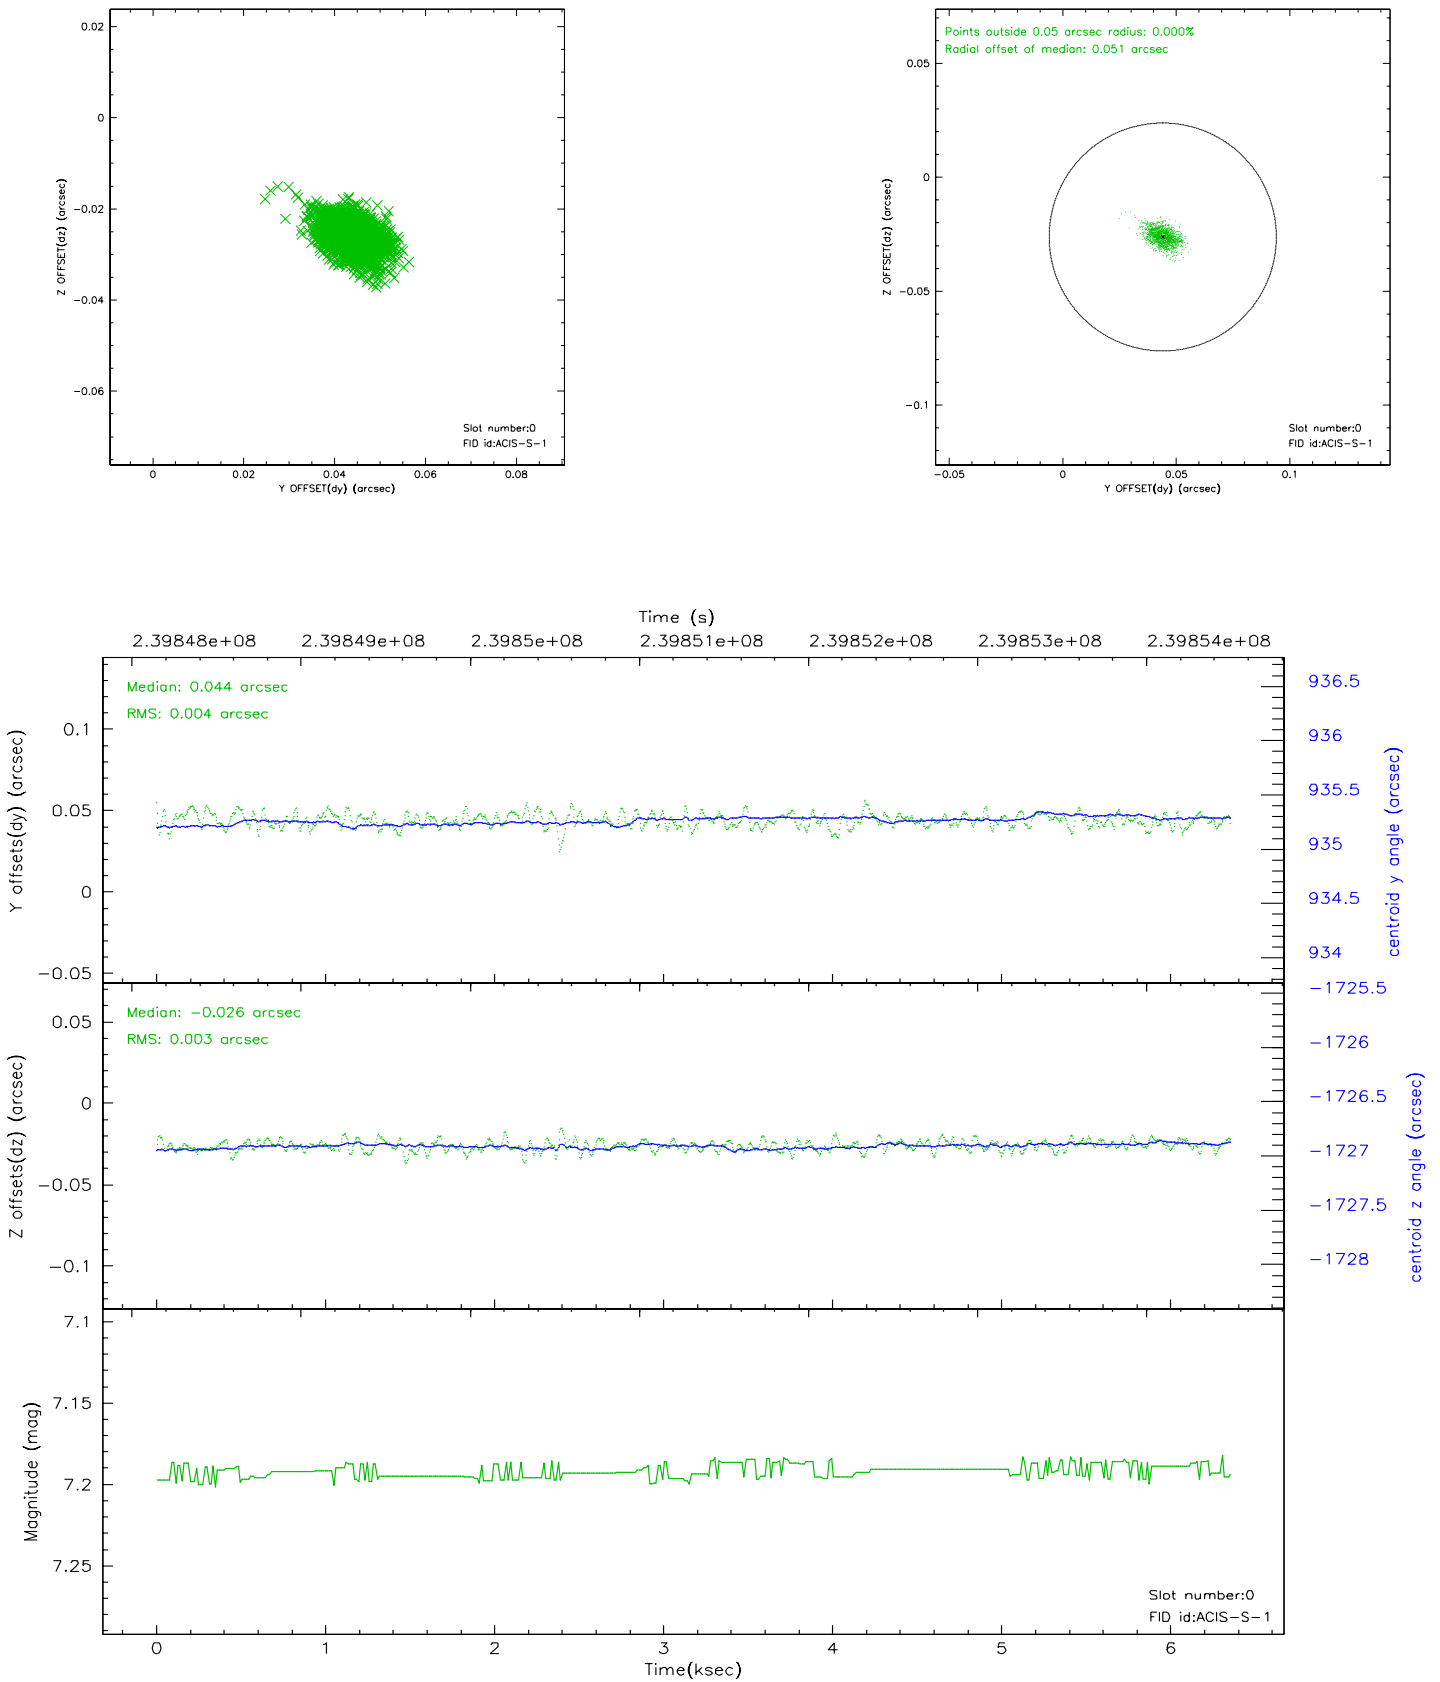 0.02
0
−0.02
−0.04
−0.06
Z OFFSET(dz) (arcsec)
Slot number:0
FID id:ACIS−S−1
0 0.02 0.04 0.06 0.08
Y OFFSET(dy) (arcsec)
Points outside 0.05 arcsec radius: 0.000%
Radial offset of median: 0.051 arcsec
0.05
0
−0.05
−0.1
Z OFFSET(dz) (arcsec)
Slot number:0
FID id:ACIS−S−1
−0.05 0 0.05 0.1
Y OFFSET(dy) (arcsec)
Time (s)
2.39848e+08 2.39849e+08 2.3985e+08 2.39851e+08 2.39852e+08 2.39853e+08 2.39854e+08
Median: 0.044 arcsec
RMS: 0.004 arcsec
0.1
0.05
0
−0.05
Y offsets(dy) (arcsec)
936.5
936
935.5
935
934.5
934
centroid y angle (arcsec)
Median: −0.026 arcsec
RMS: 0.003 arcsec
0.05
0
−0.05
−0.1
Z offsets(dz) (arcsec)
−1725.5
−1726
−1726.5
−1727
−1727.5
−1728
centroid z angle (arcsec)
7.1
7.15
7.2
7.25
Magnitude (mag)
Slot number:0
FID id:ACIS−S−1
0 1 2 3 4 5 6
Time(ksec)